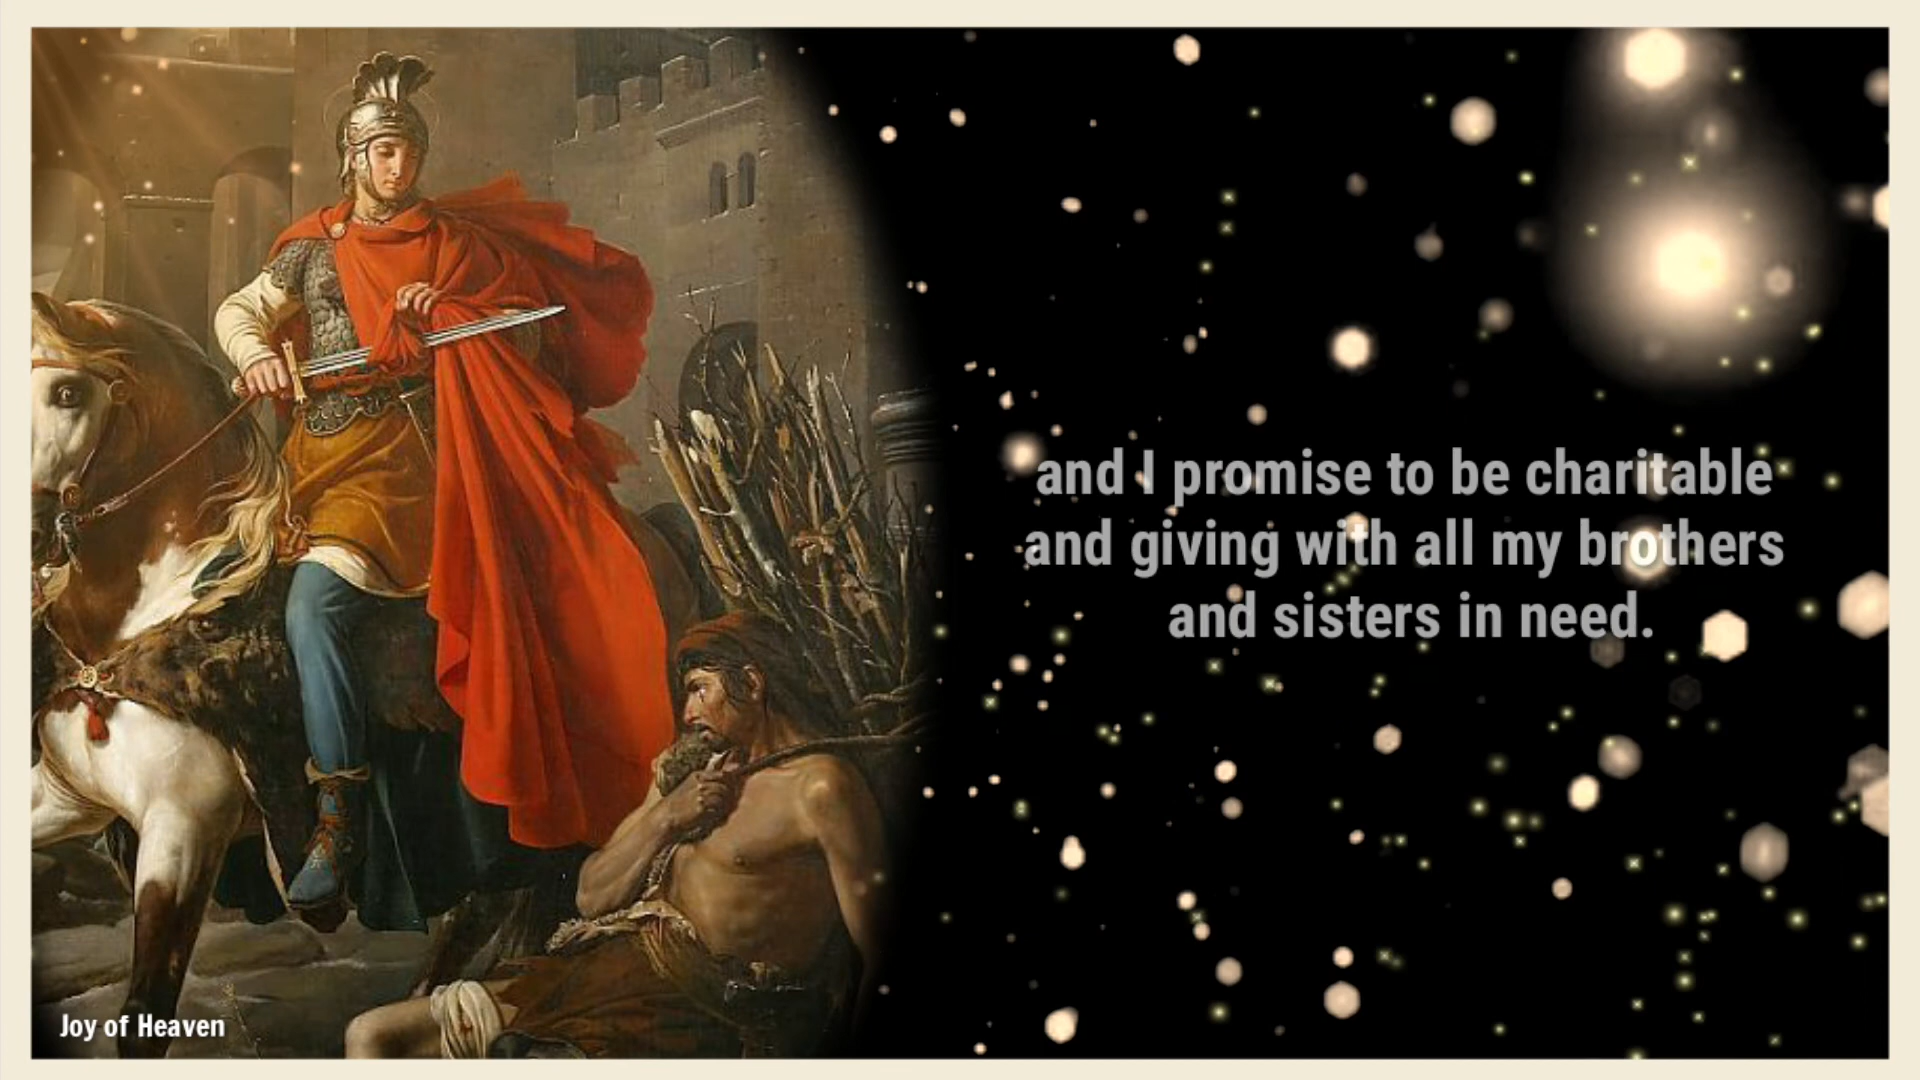 and I promise to be charitable
and giving with all my brothers
and sisters in need.
Joy of Heaven